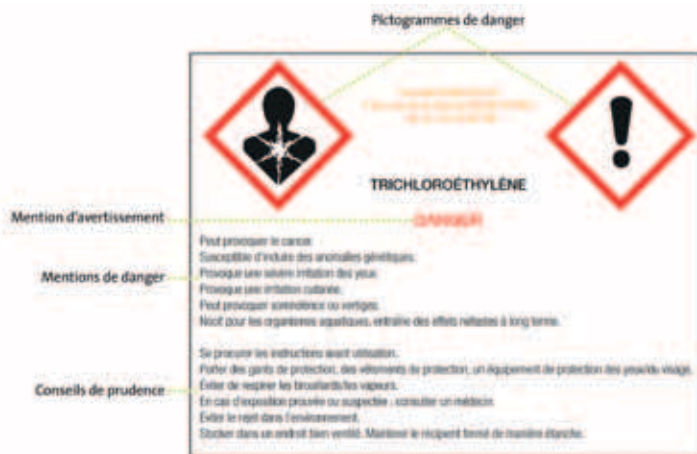 Pictogrammes de danger
TRICHLOROÉTHYLÈNE
Mention d'avertissement
DANGER
Peut provoquer le cancer.
Susceptible d'induire des anomalies génétiques.
Mentions de danger
Provoque une sévère irritation des yeux.
Provoque une irritation cutanée.
Peut provoquer somnolence ou vertiges.
Nocif pour les organismes aquatiques, entraîne des effets néfastes à long terme.
Se procurer les instructions avant utilisation.
Porter des gants de protection, des vêtements de protection, un équipement de protection des yeux/du visage.
Conseils de prudence
Éviter de respirer les brouillards/les vapeurs.
En cas d'exposition prouvée ou suspectée : consulter un médecin.
Éviter le rejet dans l'environnement.
Stocker dans un endroit bien ventilé. Maintenir le récipient fermé de manière étanche.